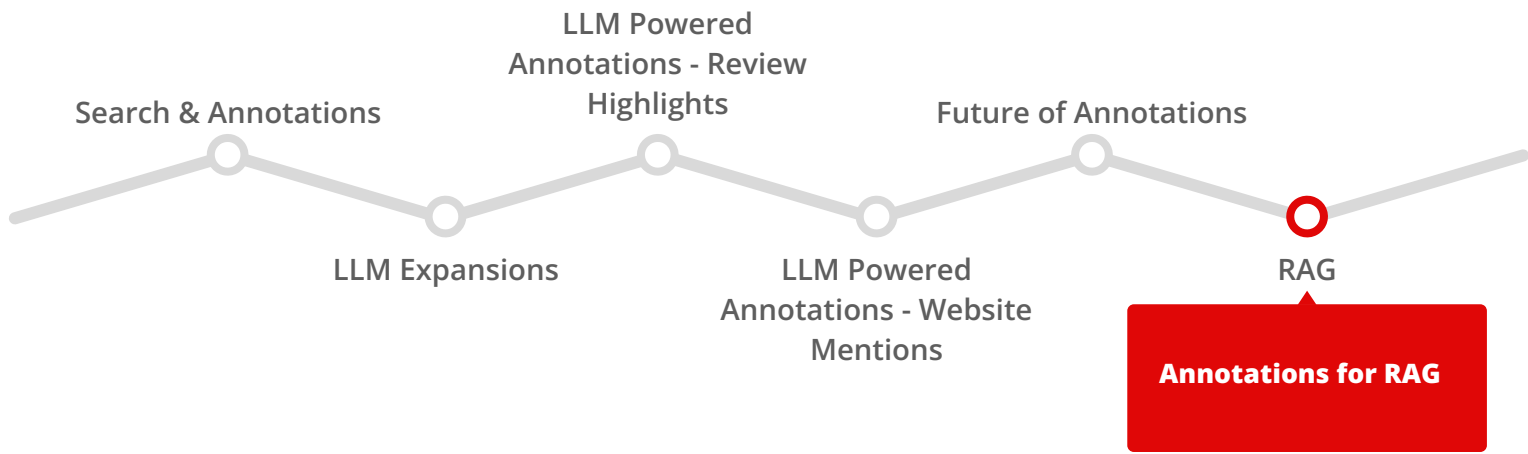 Search & Annotations
LLM Expansions
LLM Powered
Annotations - Review
Highlights
LLM Powered
Annotations - Website
Mentions
Future of Annotations
RAG
Annotations for RAG